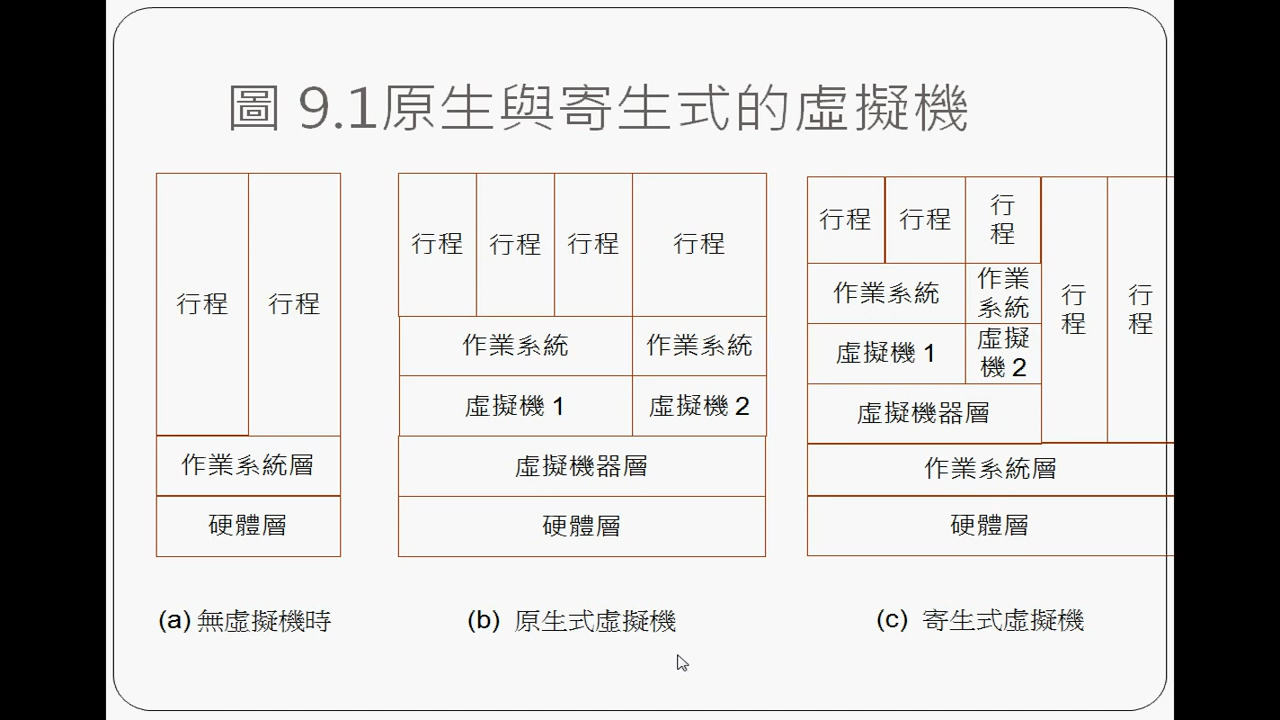 圖 9.1原生與寄生式的虛擬機
行程
行程
作業系統層
硬體層
(a) 無虛擬機時
行程
行程
行程
行程
作業系統
作業系統
虛擬機 1
虛擬機 2
虛擬機器層
硬體層
(b) 原生式虛擬機
行程
行程
行
程
作業系統
作業
系統
虛擬機 1
虛擬
機 2
虛擬機器層
行
程
行
程
作業系統層
硬體層
(c) 寄生式虛擬機